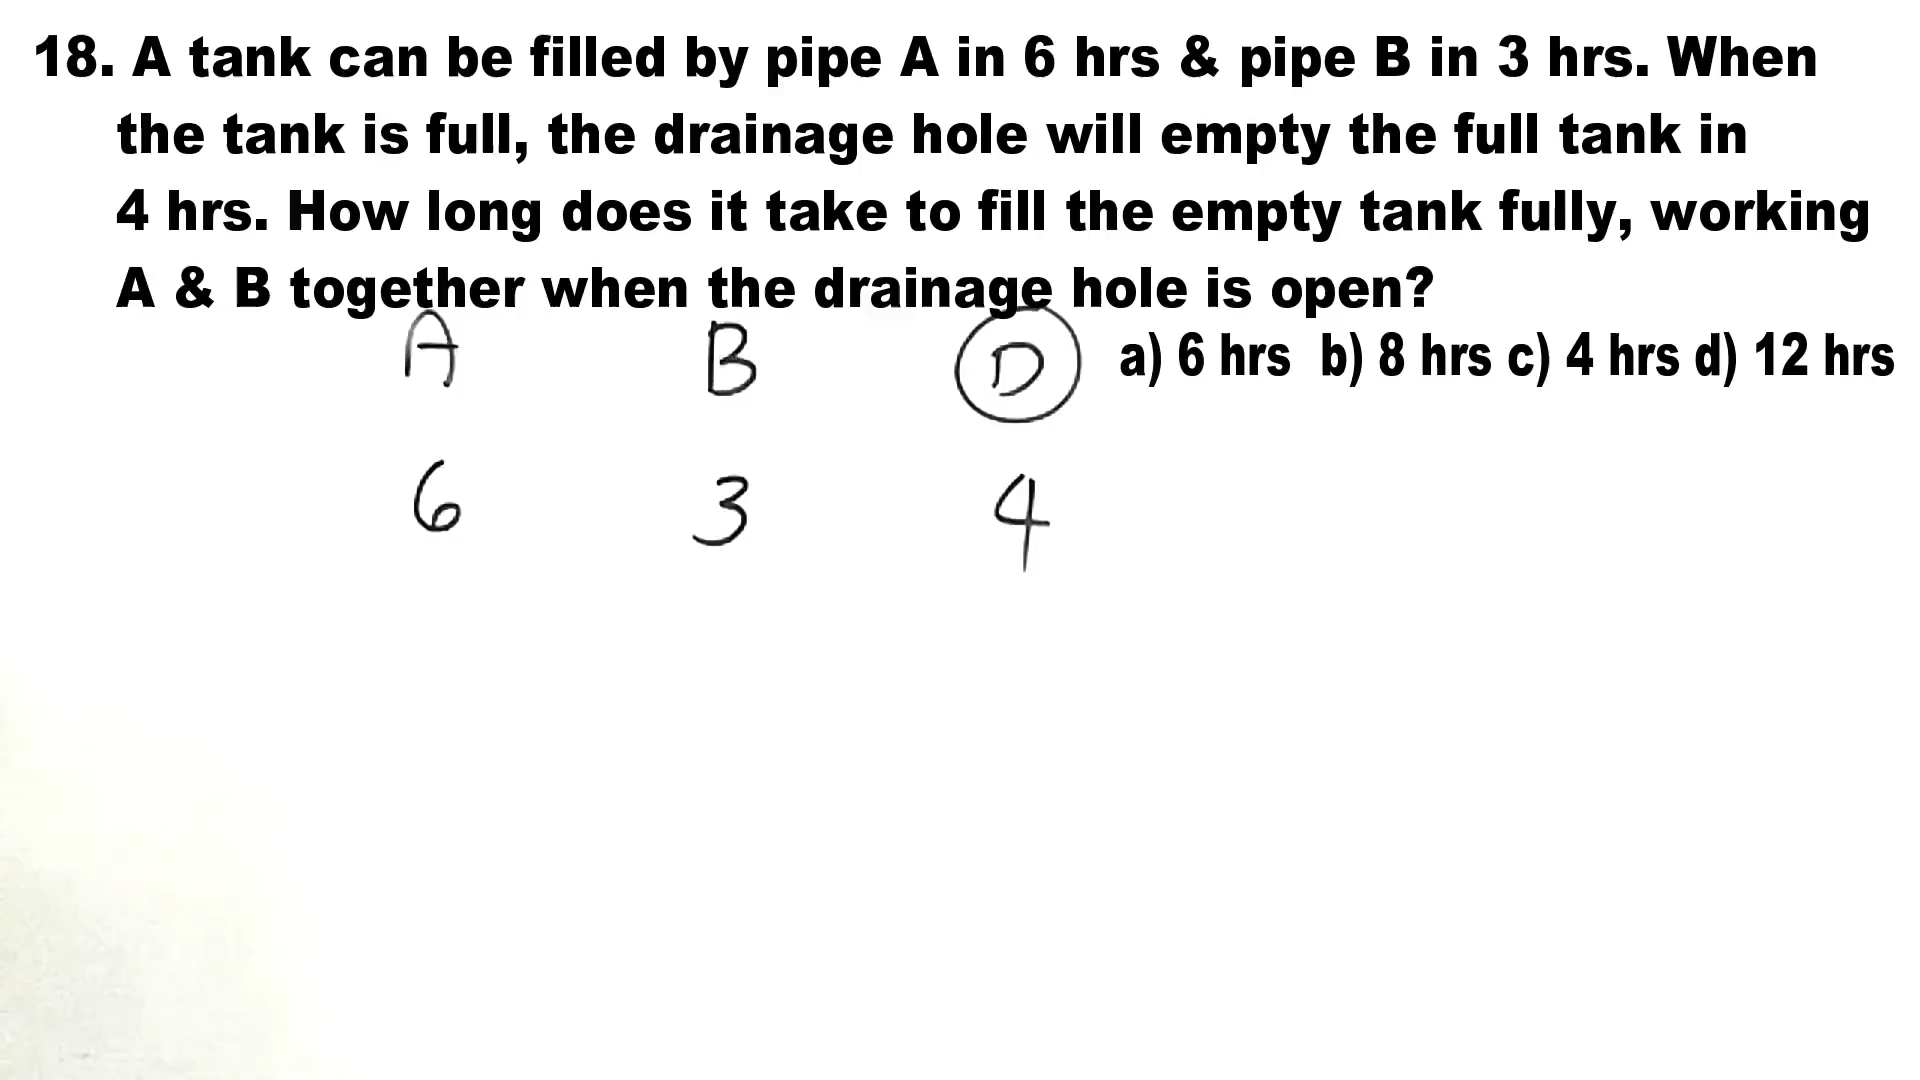 18. A tank can be filled by pipe A in 6 hrs & pipe B in 3 hrs. When
the tank is full, the drainage hole will empty the full tank in
4 hrs. How long does it take to fill the empty tank fully, working
A & B together when the drainage hole is open?
a) 6 hrs b) 8 hrs c) 4 hrs d) 12 hrs
A B D
6 3 4